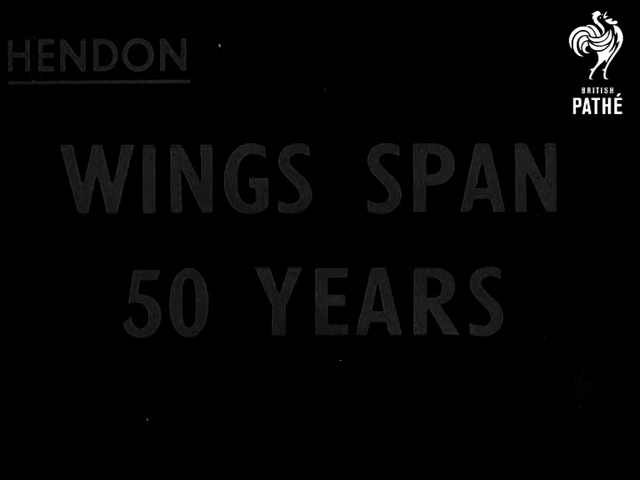 HENDON
WINGS SPAN
50 YEARS
BRITISH
PATHÉ